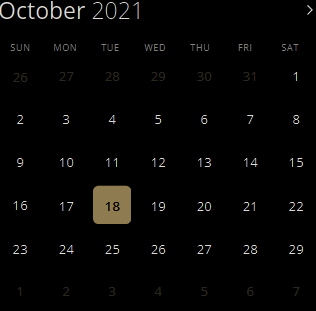 October 2021
SUN MON TUE WED THU FRI SAT
26 27 28 29 30 31 1
2 3 4 5 6 7 8
9 10 11 12 13 14 15
16 17 18 19 20 21 22
23 24 25 26 27 28 29
1 2 3 4 5 6 7